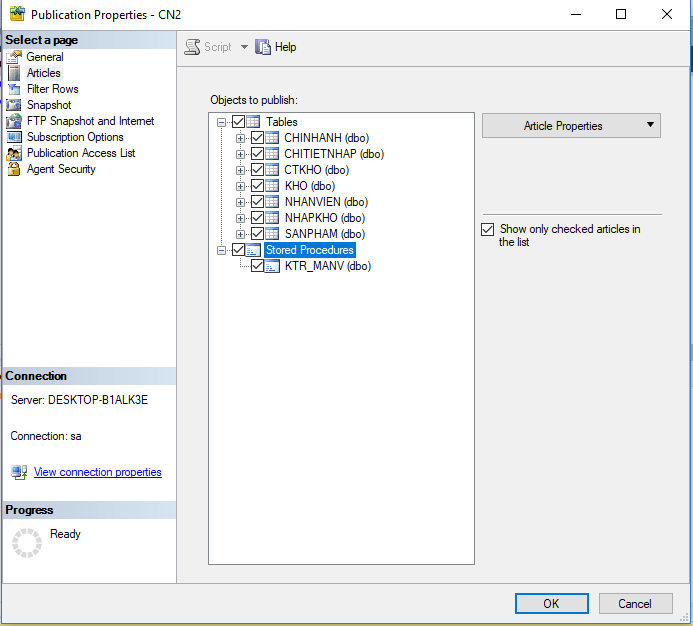 Publication Properties - CN2
Select a page
General
Articles
Filter Rows
Snapshot
FTP Snapshot and Internet
Subscription Options
Publication Access List
Agent Security
Script
Help
Objects to publish:
Tables
CHINHANH (dbo)
CHITIETNHAP (dbo)
CTKHO (dbo)
KHO (dbo)
NHANVIEN (dbo)
NHAPKHO (dbo)
SANPHAM (dbo)
Stored Procedures
KTR_MANV (dbo)
Article Properties
Show only checked articles in
the list
Connection
Server: DESKTOP-B1ALK3E
Connection: sa
View connection properties
Progress
Ready
OK
Cancel